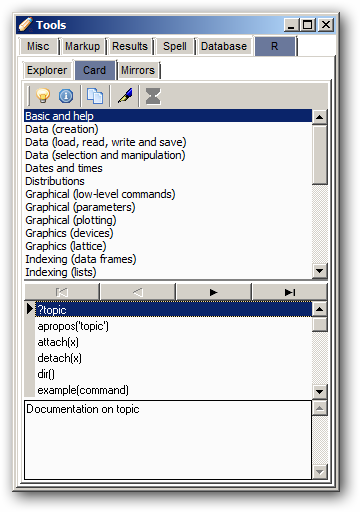 Tools
Misc Markup Results Spell Database R
Explorer Card Mirrors
Basic and help
Data (creation)
Data (load, read, write and save)
Data (selection and manipulation)
Dates and times
Distributions
Graphical (low-level commands)
Graphical (parameters)
Graphical (plotting)
Graphics (devices)
Graphics (lattice)
Indexing (data frames)
Indexing (lists)
?topic
apropos('topic')
attach(x)
detach(x)
dir()
example(command)
Documentation on topic